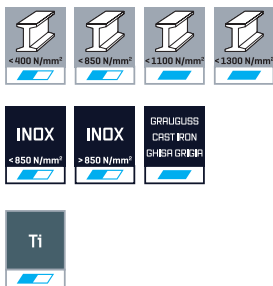 <400 N/mm² <850 N/mm² <1100 N/mm² <1300 N/mm²
INOX INOX GRAUGUSS
CAST IRON
GHISA GRIGIA
<850 N/mm² >850 N/mm²
Ti